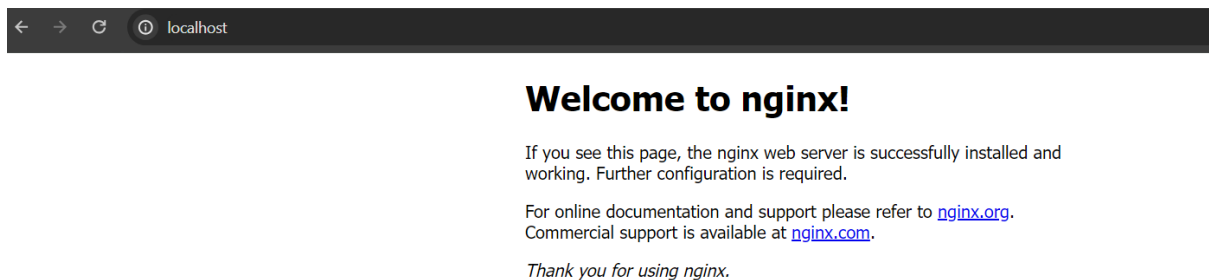 localhost
Welcome to nginx!
If you see this page, the nginx web server is successfully installed and
working. Further configuration is required.
For online documentation and support please refer to nginx.org.
Commercial support is available at nginx.com.
Thank you for using nginx.